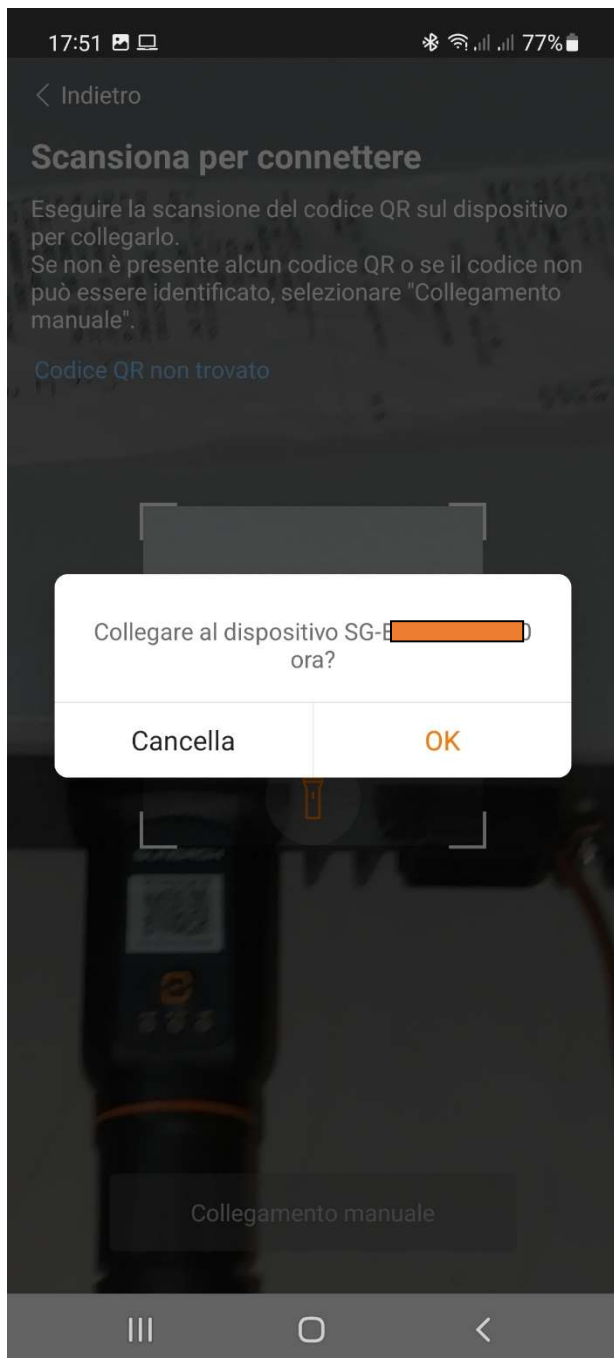 17:51 77%
< Indietro
Scansiona per connettere
Eseguire la scansione del codice QR sul dispositivo
per collegarlo.
Se non è presente alcun codice QR o se il codice non
può essere identificato, selezionare "Collegamento
manuale".
Codice QR non trovato
Collegare al dispositivo SG-
ora?
Cancella OK
Collegamento manuale